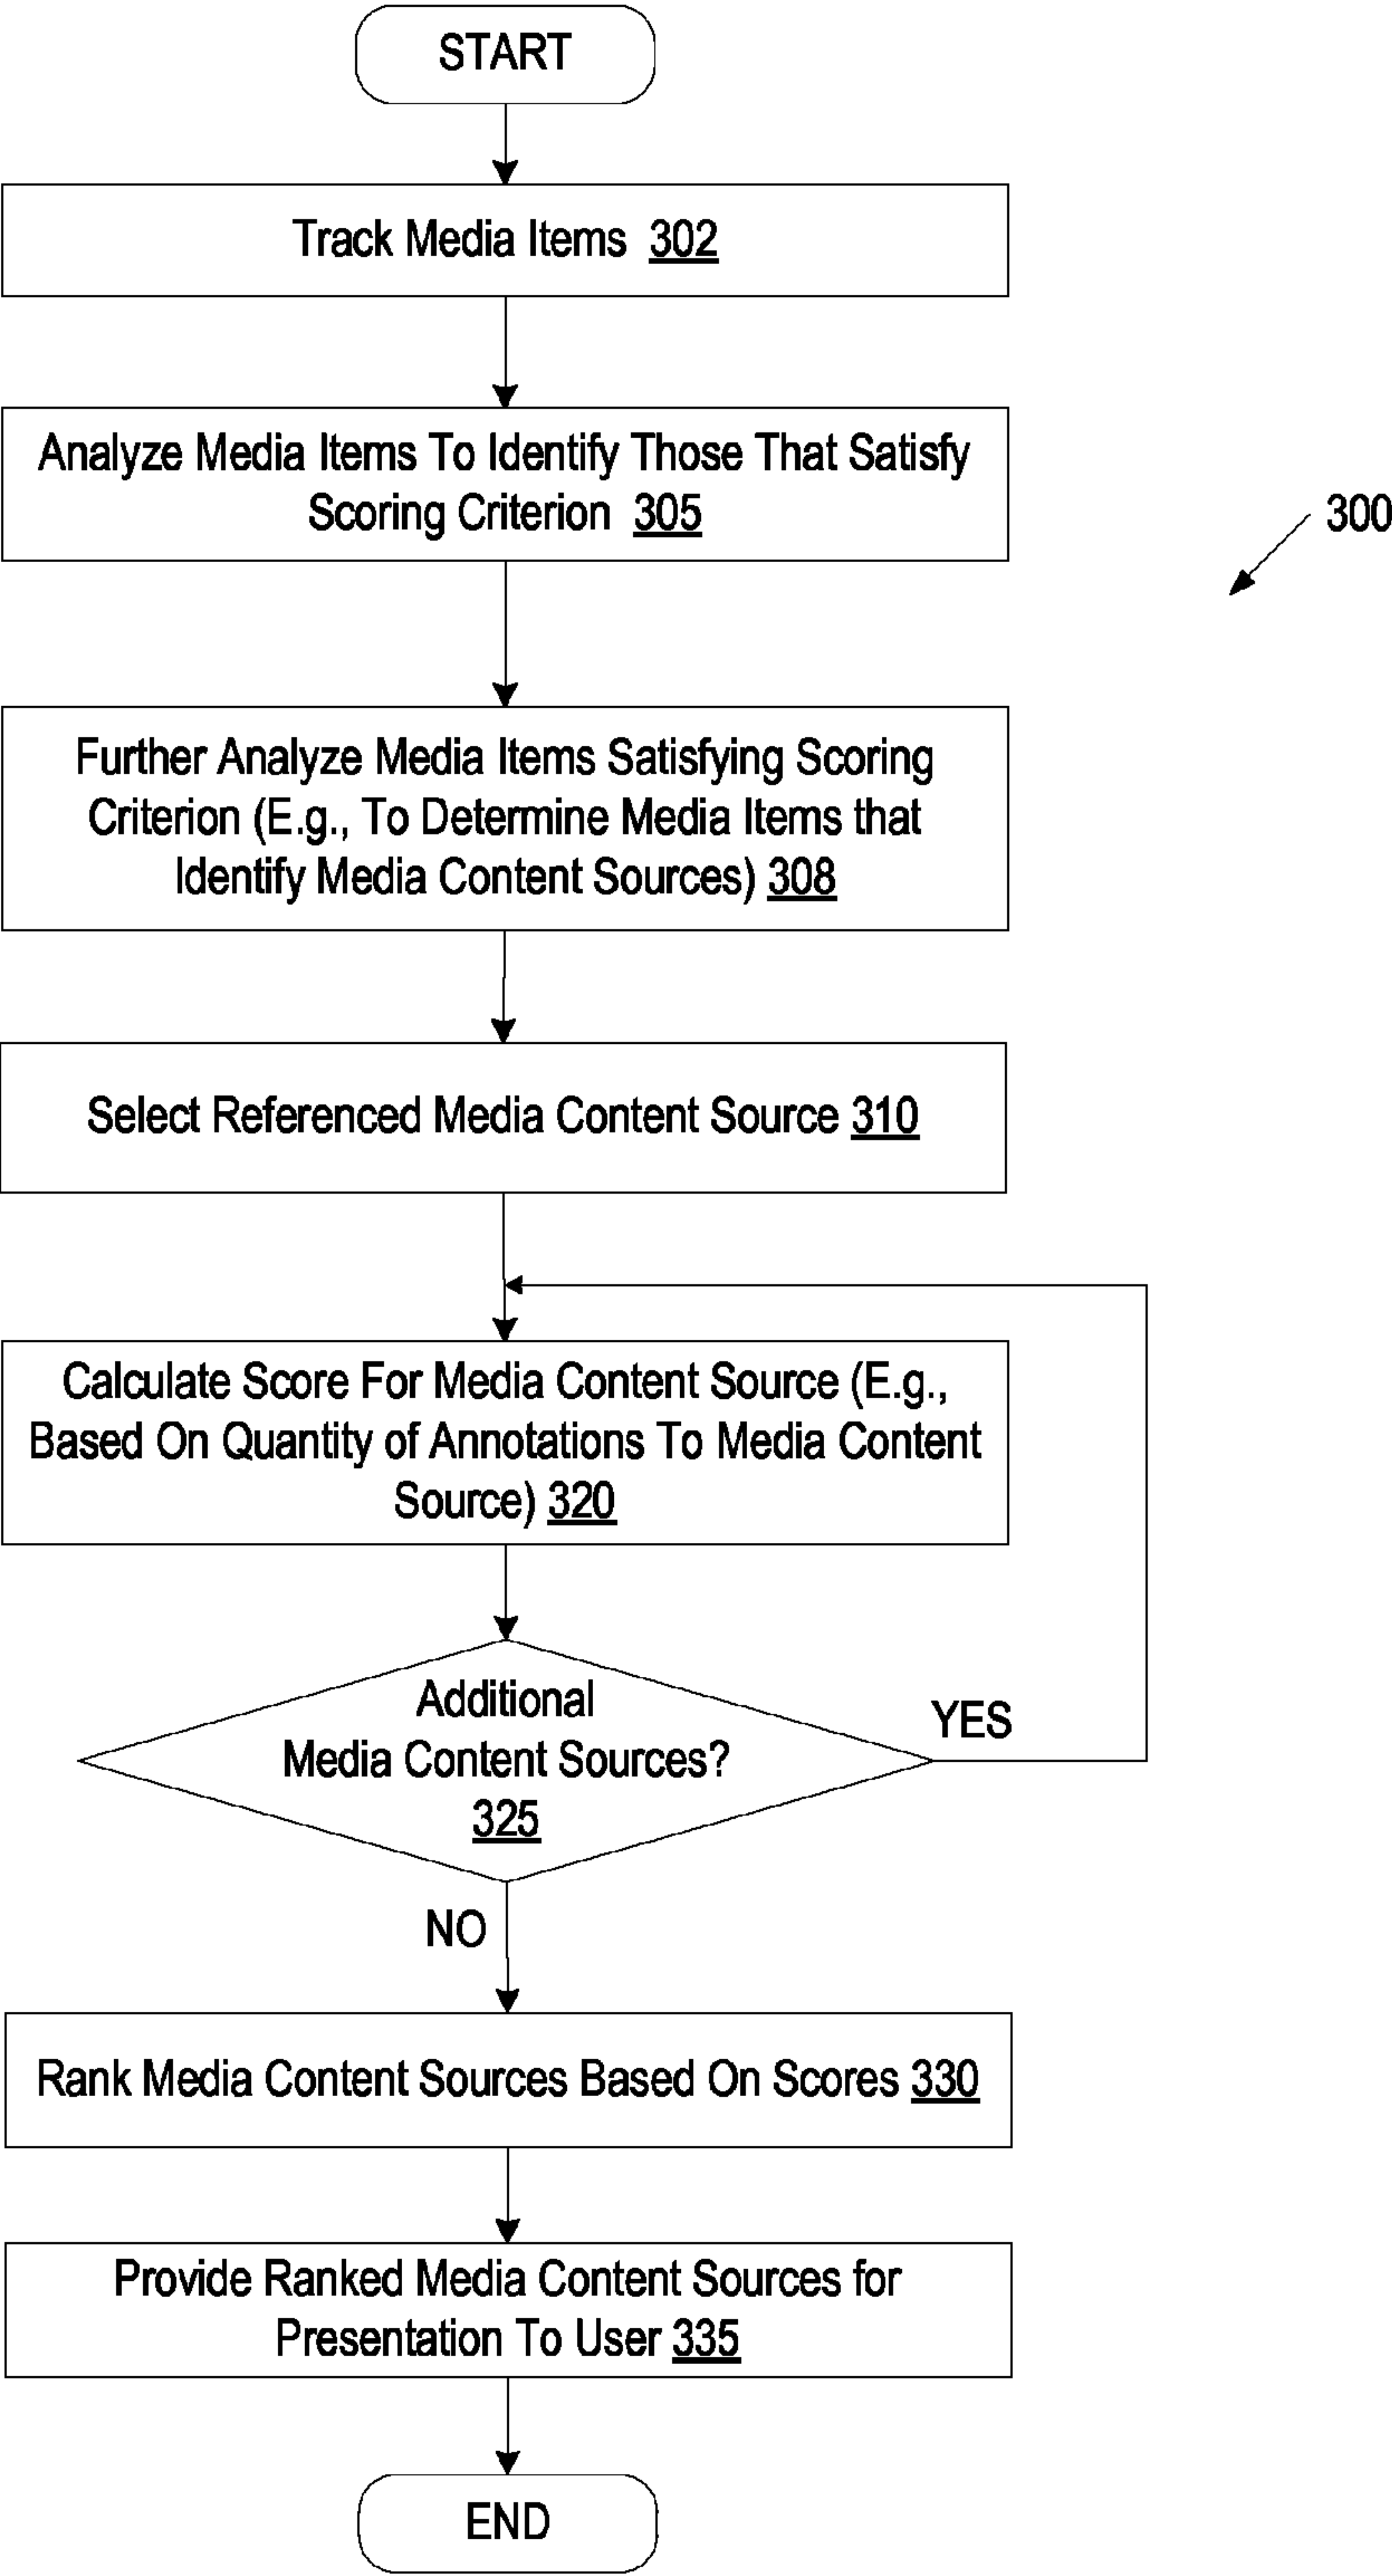 START
Track Media Items 302
Analyze Media Items To Identify Those That Satisfy
Scoring Criterion 305
300
Further Analyze Media Items Satisfying Scoring
Criterion (E.g., To Determine Media Items that
Identify Media Content Sources) 308
Select Referenced Media Content Source 310
Calculate Score For Media Content Source (E.g.,
Based On Quantity of Annotations To Media Content
Source) 320
Additional
Media Content Sources?
325
YES
NO
Rank Media Content Sources Based On Scores 330
Provide Ranked Media Content Sources for
Presentation To User 335
END